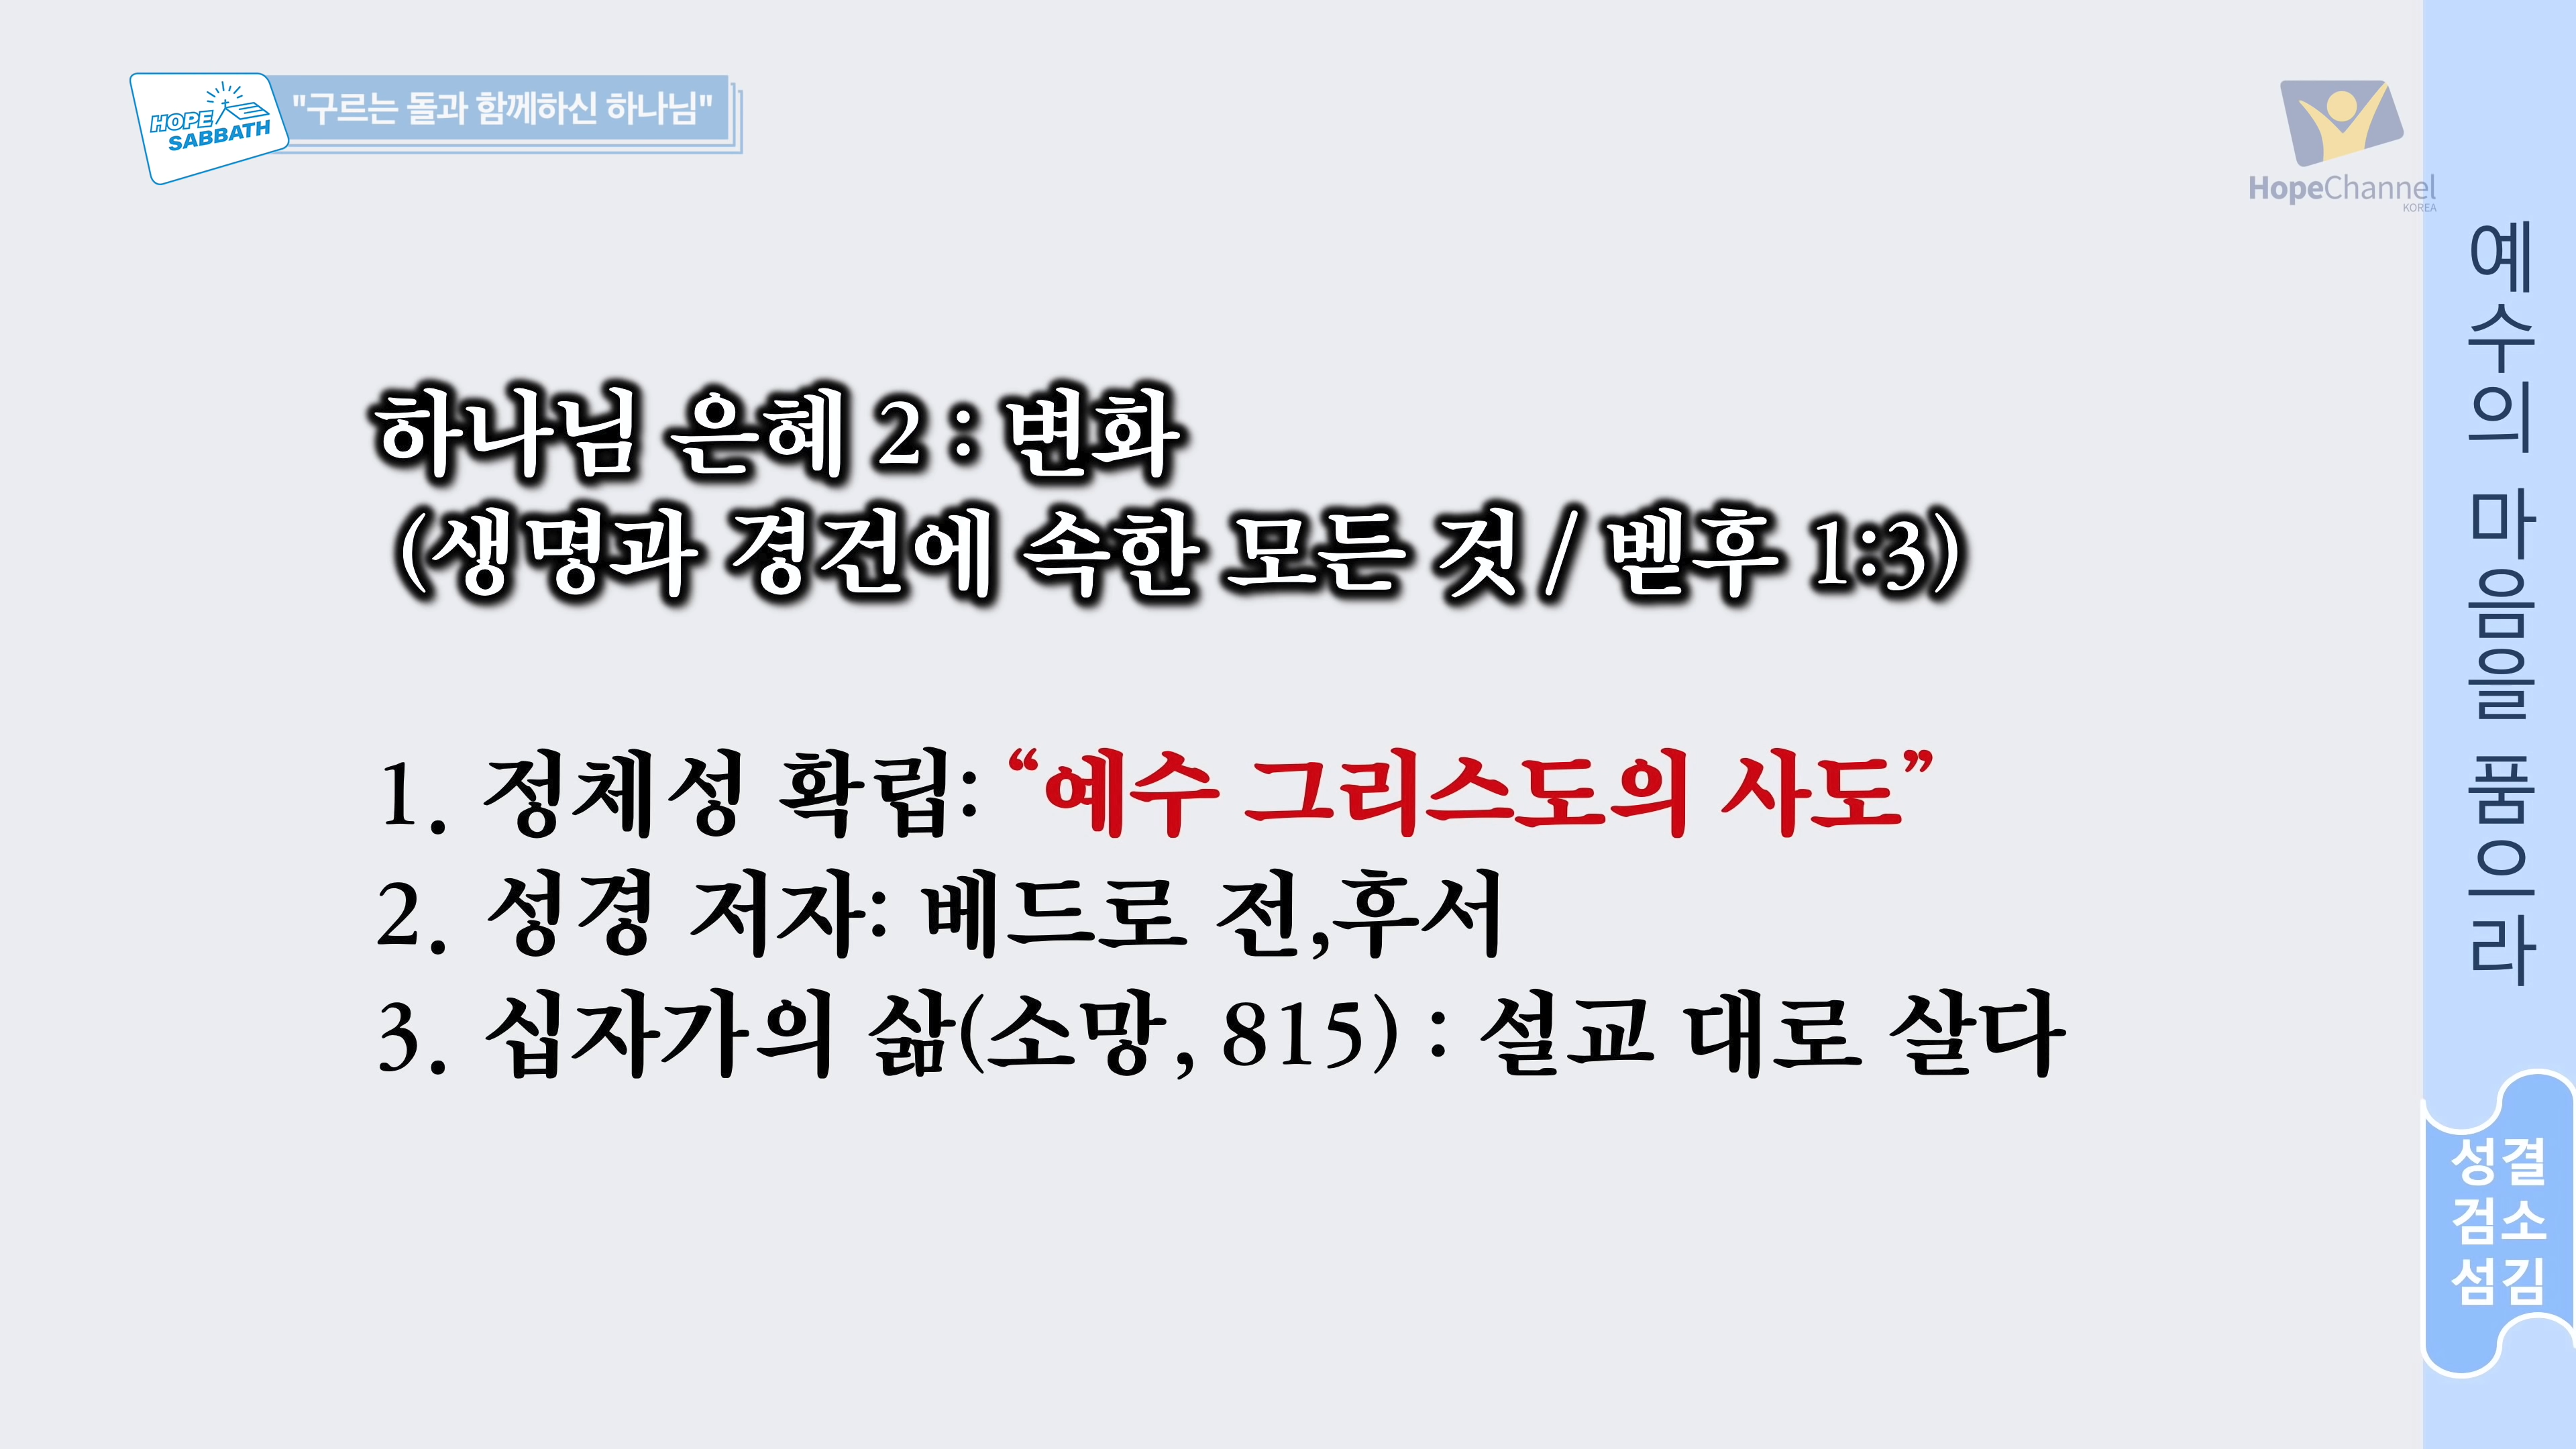 HOPE
SABBATH
"구르는 돌과 함께하신 하나님"
HopeChannel
KOREA
하나님 은혜 2 : 변화
(생명과 경건에 속한 모든 것 / 벧후 1:3)
1. 정체성 확립: “예수 그리스도의 사도”
2. 성경 저자: 베드로 전,후서
3. 십자가의 삶(소망, 815) : 설교 대로 살다
예수의 마음을 품으라
성결
검소
섬김